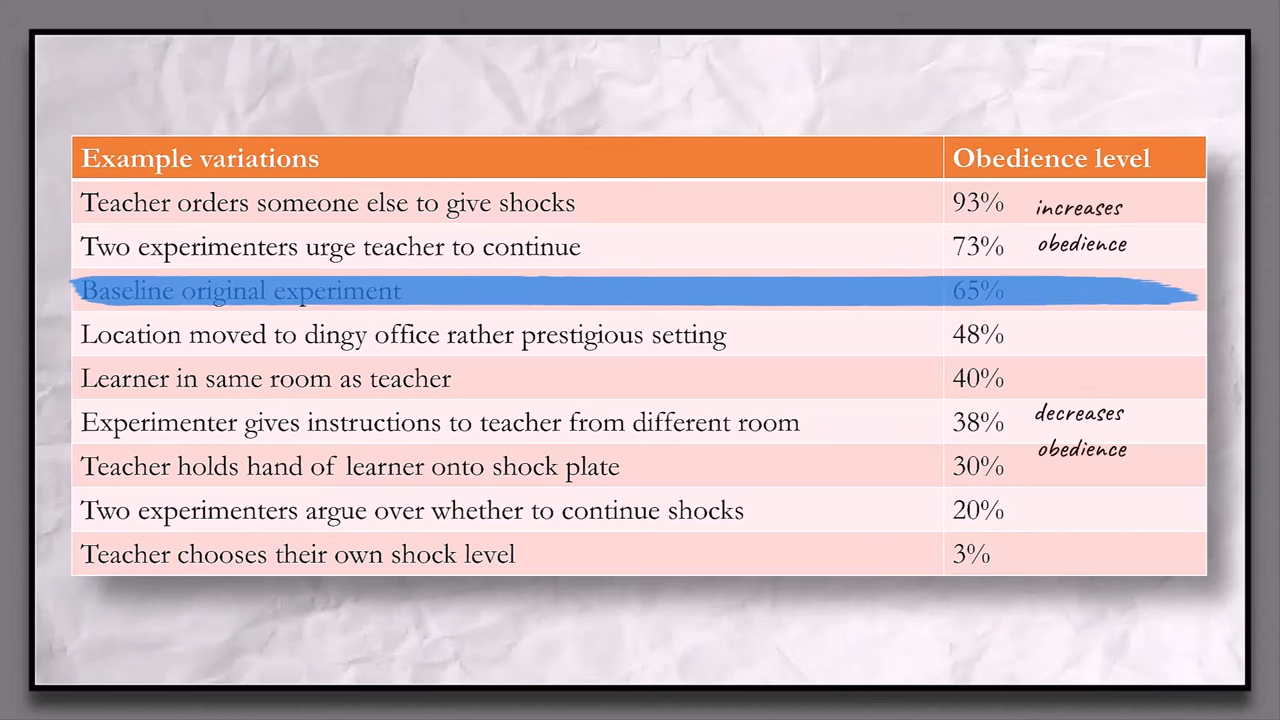 Example variations Obedience level
Teacher orders someone else to give shocks 93% increases
Two experimenters urge teacher to continue 73% obedience
Baseline original experiment 65%
Location moved to dingy office rather prestigious setting 48%
Learner in same room as teacher 40%
Experimenter gives instructions to teacher from different room 38% decreases
Teacher holds hand of learner onto shock plate 30% obedience
Two experimenters argue over whether to continue shocks 20%
Teacher chooses their own shock level 3%